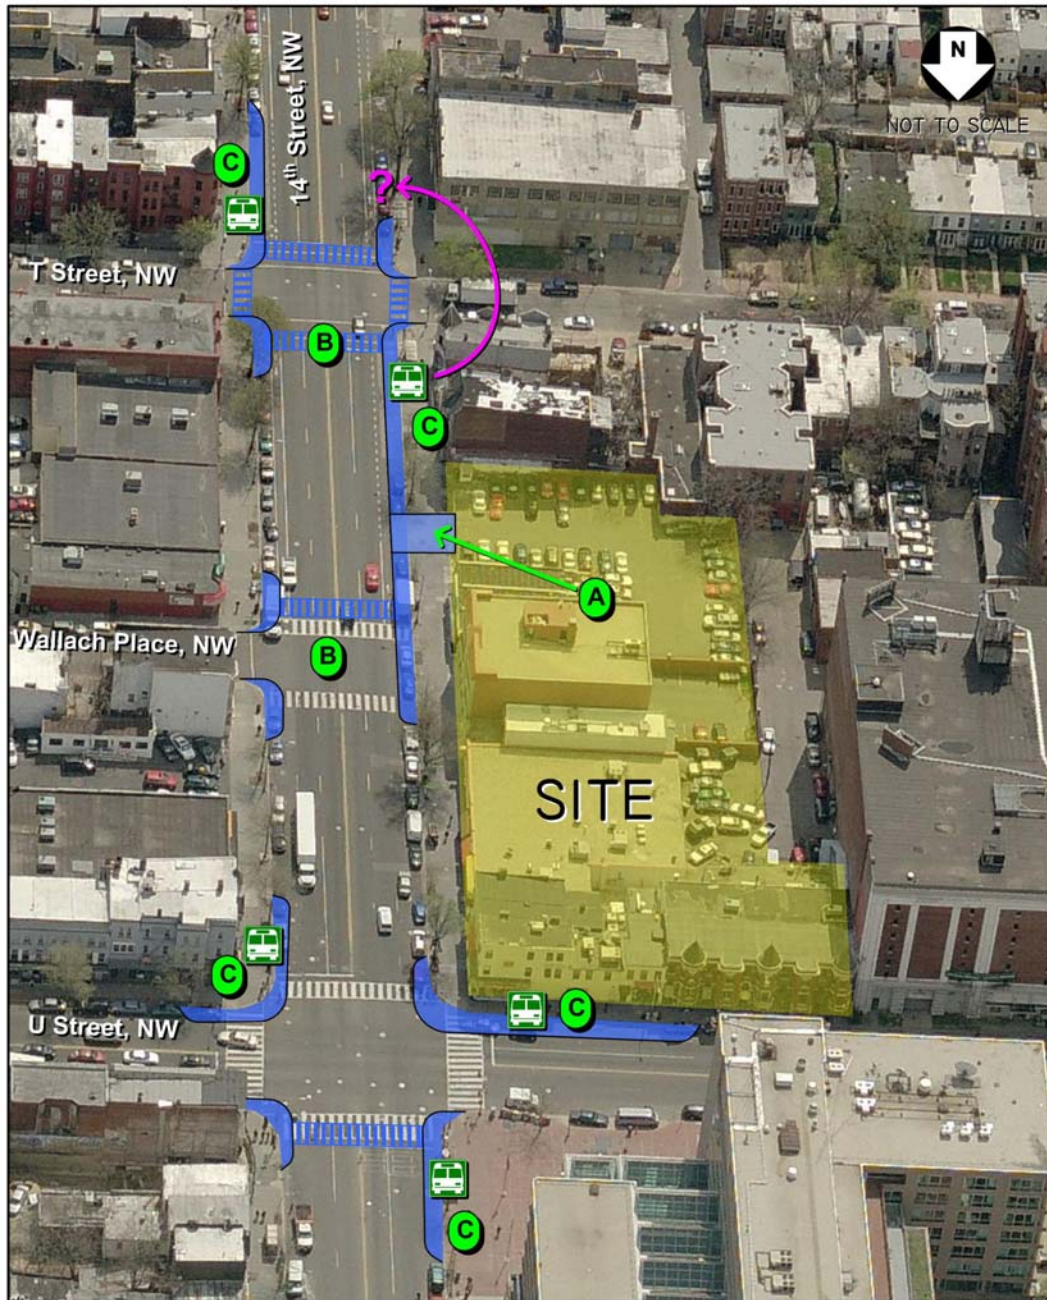 N
NOT TO SCALE
14th Street, NW
C
?
T Street, NW
B
C
A
Wallach Place, NW
B
SITE
C
C
U Street, NW
C